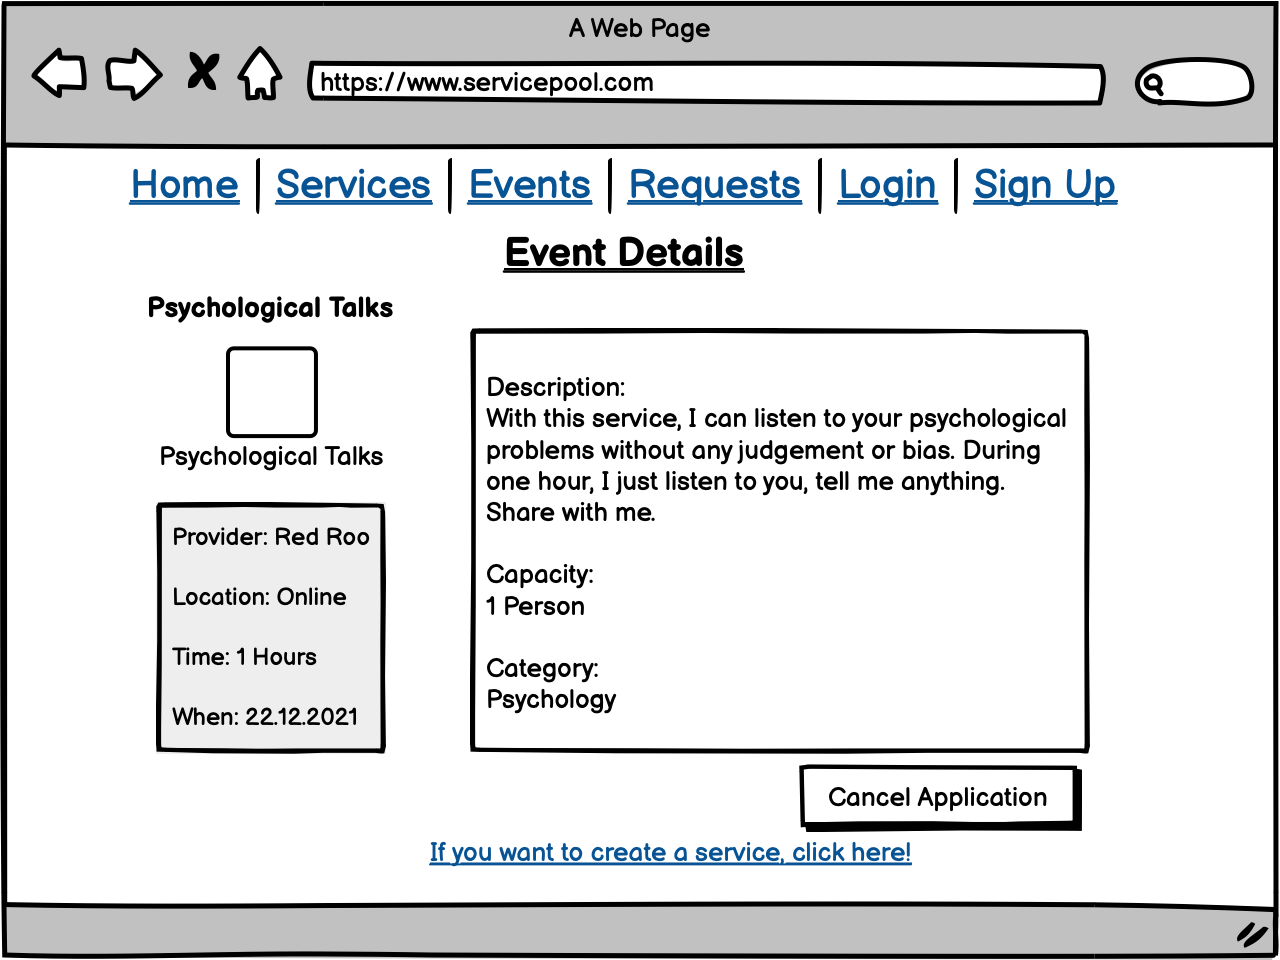 A Web Page
https://www.servicepool.com
Home Services Events Requests Login Sign Up
Event Details
Psychological Talks
Psychological Talks
Provider: Red Roo
Location: Online
Time: 1 Hours
When: 22.12.2021
Description:
With this service, I can listen to your psychological
problems without any judgement or bias. During
one hour, I just listen to you, tell me anything.
Share with me.
Capacity:
1 Person
Category:
Psychology
Cancel Application
If you want to create a service, click here!